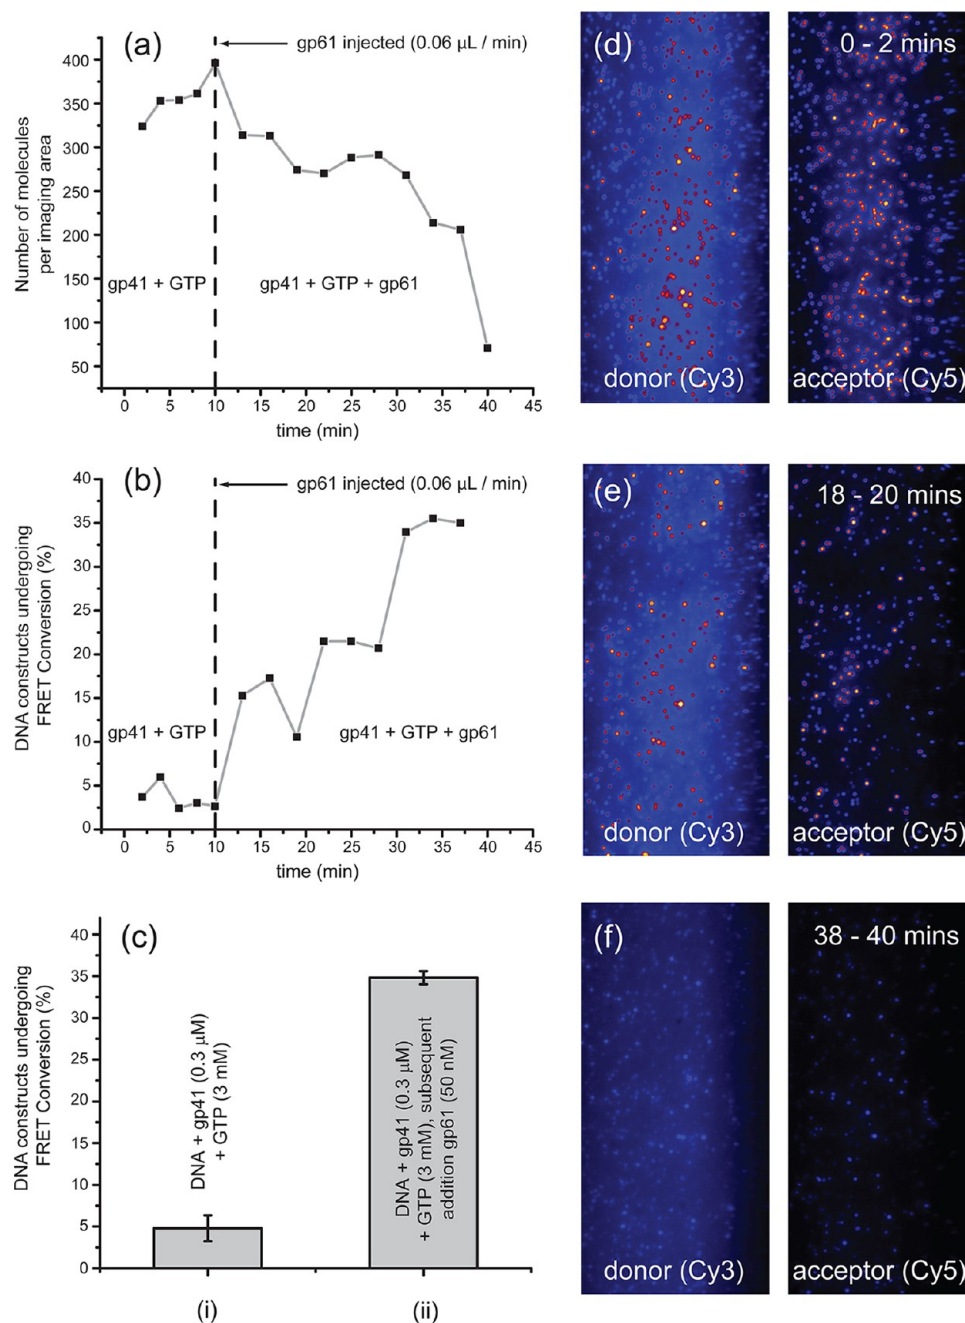 (a)
gp61 injected (0.06 μL / min)
Number of molecules
per imaging area
400
350
300
250
200
150
100
50
gp41 + GTP
gp41 + GTP + gp61
0 5 10 15 20 25 30 35 40 45
time (min)
(b)
gp61 injected (0.06 μL / min)
DNA constructs undergoing
FRET Conversion (%)
40
35
30
25
20
15
10
5
0
gp41 + GTP
gp41 + GTP + gp61
0 5 10 15 20 25 30 35 40 45
time (min)
(c)
DNA constructs undergoing
FRET Conversion (%)
40
35
30
25
20
15
10
5
0
DNA + gp41 (0.3 μM)
+ GTP (3 mM)
DNA + gp41 (0.3 μM)
+ GTP (3 mM), subsequent
addition gp61 (50 nM)
(i) (ii)
(d)
0 - 2 mins
donor (Cy3)
acceptor (Cy5)
(e)
18 - 20 mins
donor (Cy3)
acceptor (Cy5)
(f)
38 - 40 mins
donor (Cy3)
acceptor (Cy5)